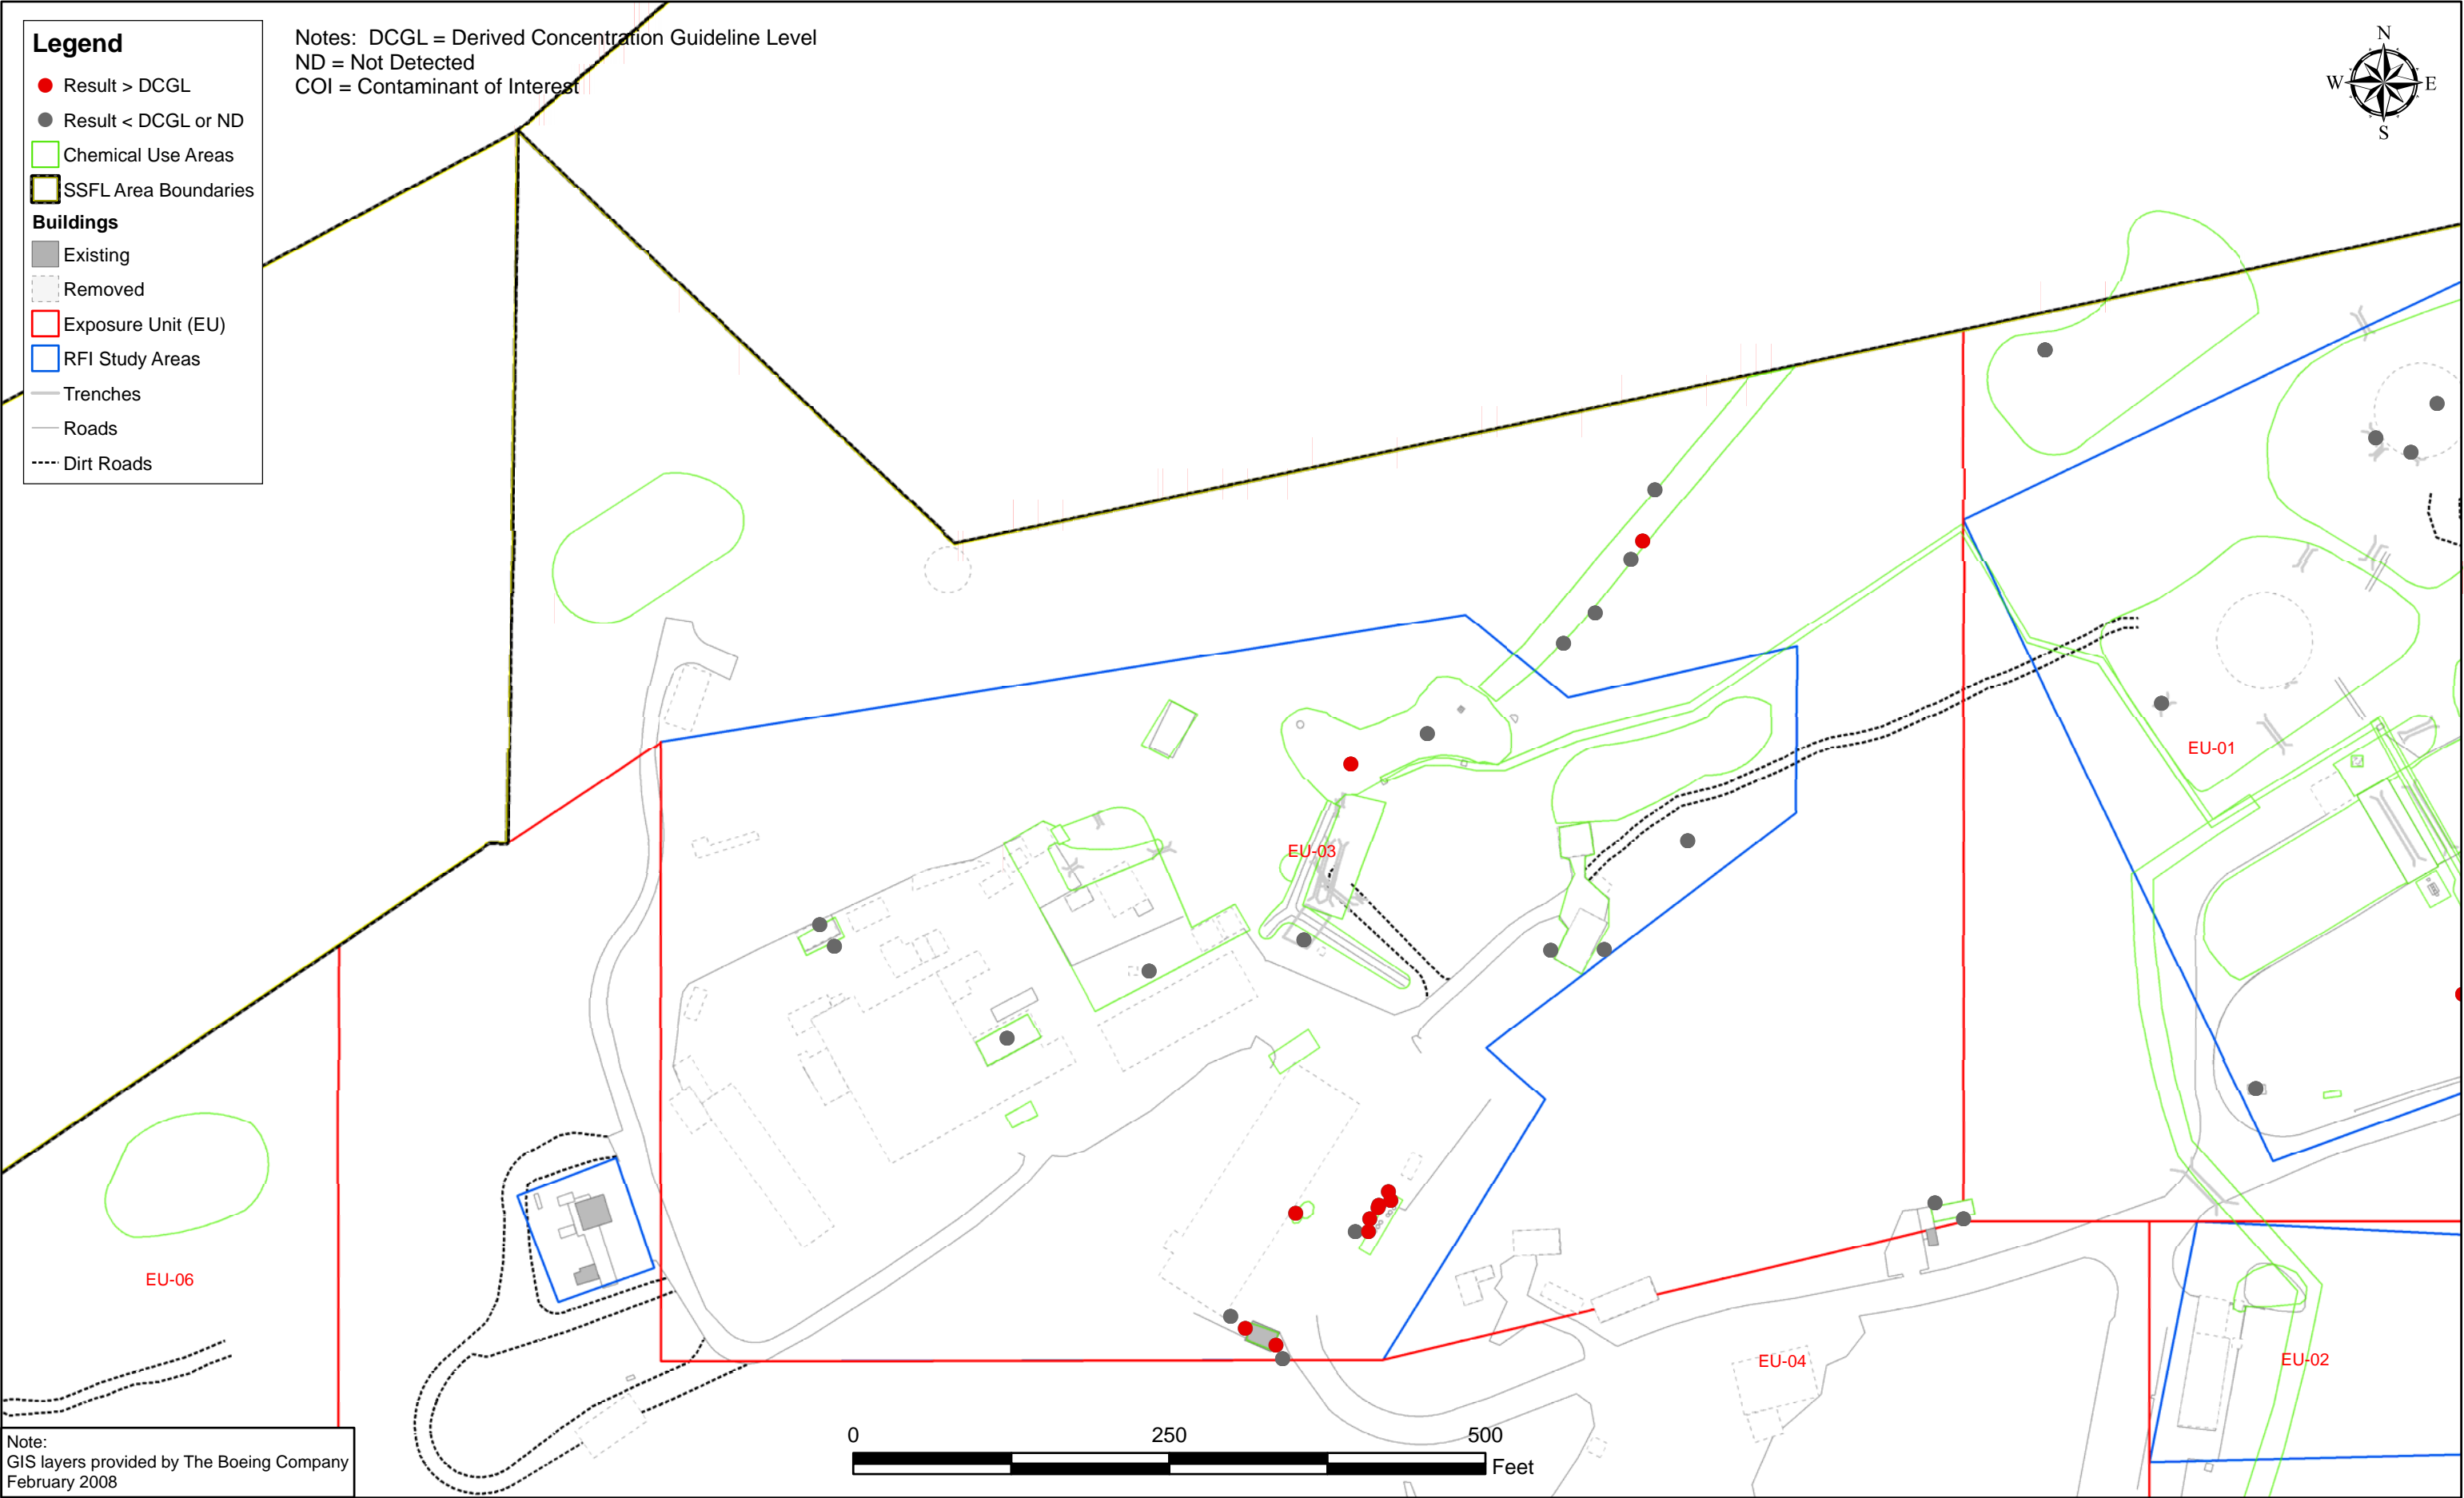 Legend
Result > DCGL
Result < DCGL or ND
Chemical Use Areas
SSFL Area Boundaries
Buildings
Existing
Removed
Exposure Unit (EU)
RFI Study Areas
Trenches
Roads
Dirt Roads
Notes: DCGL = Derived Concentration Guideline Level
ND = Not Detected
COI = Contaminant of Interest
N
W E
S
EU-01
EU-03
EU-06
EU-04
EU-02
0 250 500
Feet
Note:
GIS layers provided by The Boeing Company
February 2008